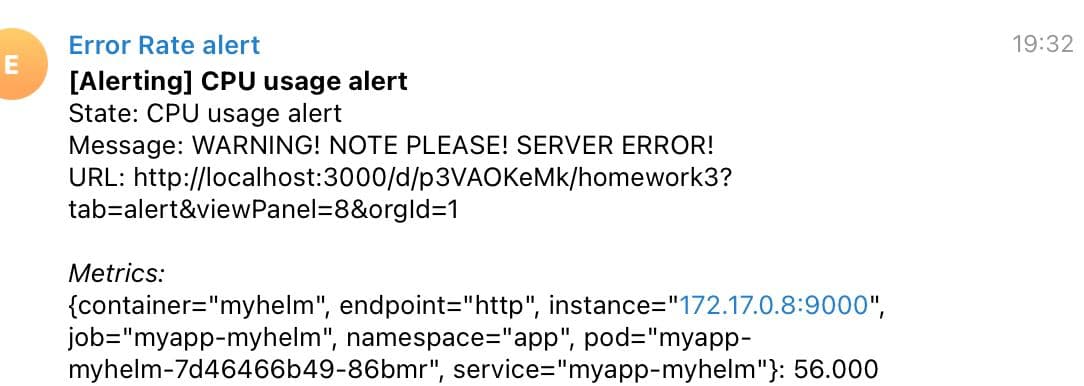 Error Rate alert
19:32
E
[Alerting] CPU usage alert
State: CPU usage alert
Message: WARNING! NOTE PLEASE! SERVER ERROR!
URL: http://localhost:3000/d/p3VAOKeMk/homework3?
tab=alert&viewPanel=8&orgId=1
Metrics:
{container="myhelm", endpoint="http", instance="172.17.0.8:9000",
job="myapp-myhelm", namespace="app", pod="myapp-
myhelm-7d46466b49-86bmr", service="myapp-myhelm"}: 56.000